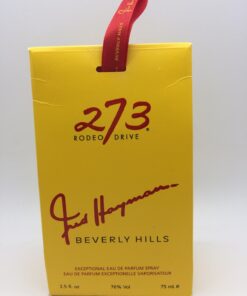 273®
RODEO DRIVE
Fred Hayman
BEVERLY HILLS
EXCEPTIONAL EAU DE PARFUM SPRAY
EAU DE PARFUM EXCEPTIONELLE VAPORISATEUR
2.5 fl. oz 76% Vol 75 ml e